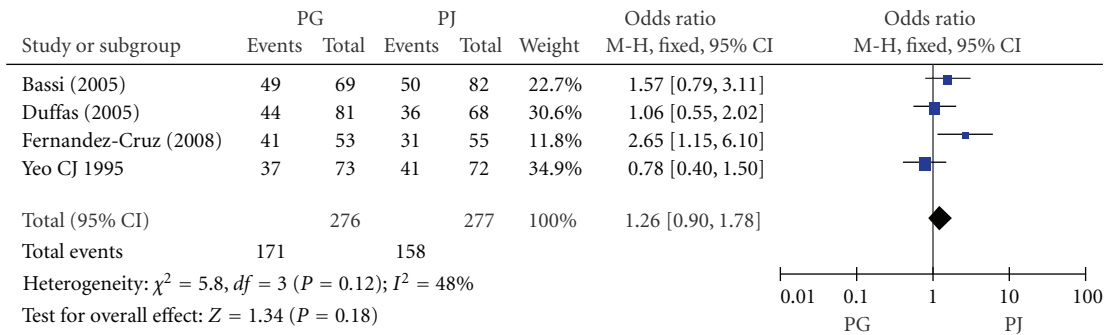 PG PJ Odds ratio Odds ratio
Study or subgroup Events Total Events Total Weight M-H, fixed, 95% CI M-H, fixed, 95% CI
Bassi (2005) 49 69 50 82 22.7% 1.57 [0.79, 3.11]
Duffas (2005) 44 81 36 68 30.6% 1.06 [0.55, 2.02]
Fernandez-Cruz (2008) 41 53 31 55 11.8% 2.65 [1.15, 6.10]
Yeo CJ 1995 37 73 41 72 34.9% 0.78 [0.40, 1.50]
Total (95% CI) 276 277 100% 1.26 [0.90, 1.78]
Total events 171 158
Heterogeneity: χ² = 5.8, df = 3 (P = 0.12); I² = 48%
Test for overall effect: Z = 1.34 (P = 0.18)
0.01 0.1 1 10 100
PG PJ